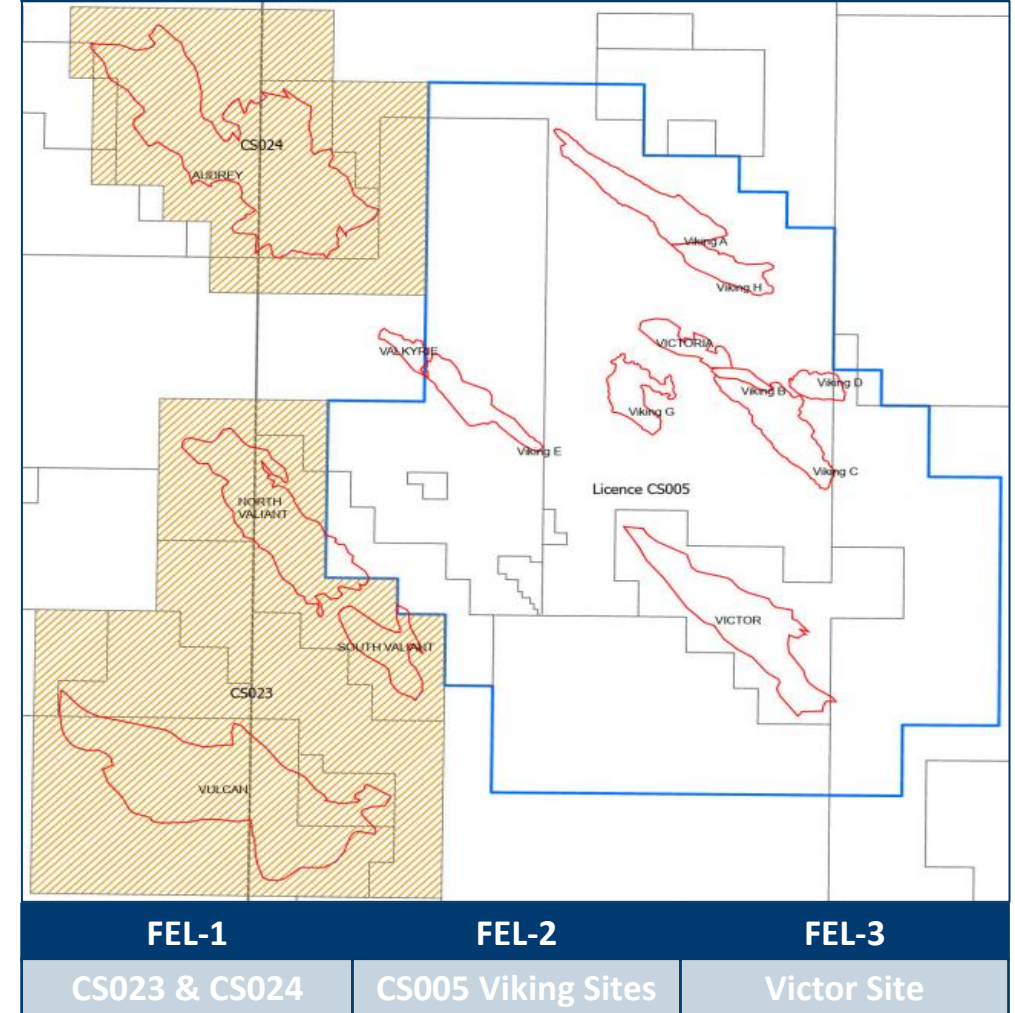 CS024
AUDREY
Viking A
Viking H
VALKYRIE
VICTORIA
Viking D
Viking B
Viking G
Viking E
Viking C
Licence CS005
NORTH
VALIANT
VICTOR
SOUTH VALIANT
CS023
VULCAN
FEL-1 FEL-2 FEL-3
CS023 & CS024 CS005 Viking Sites Victor Site